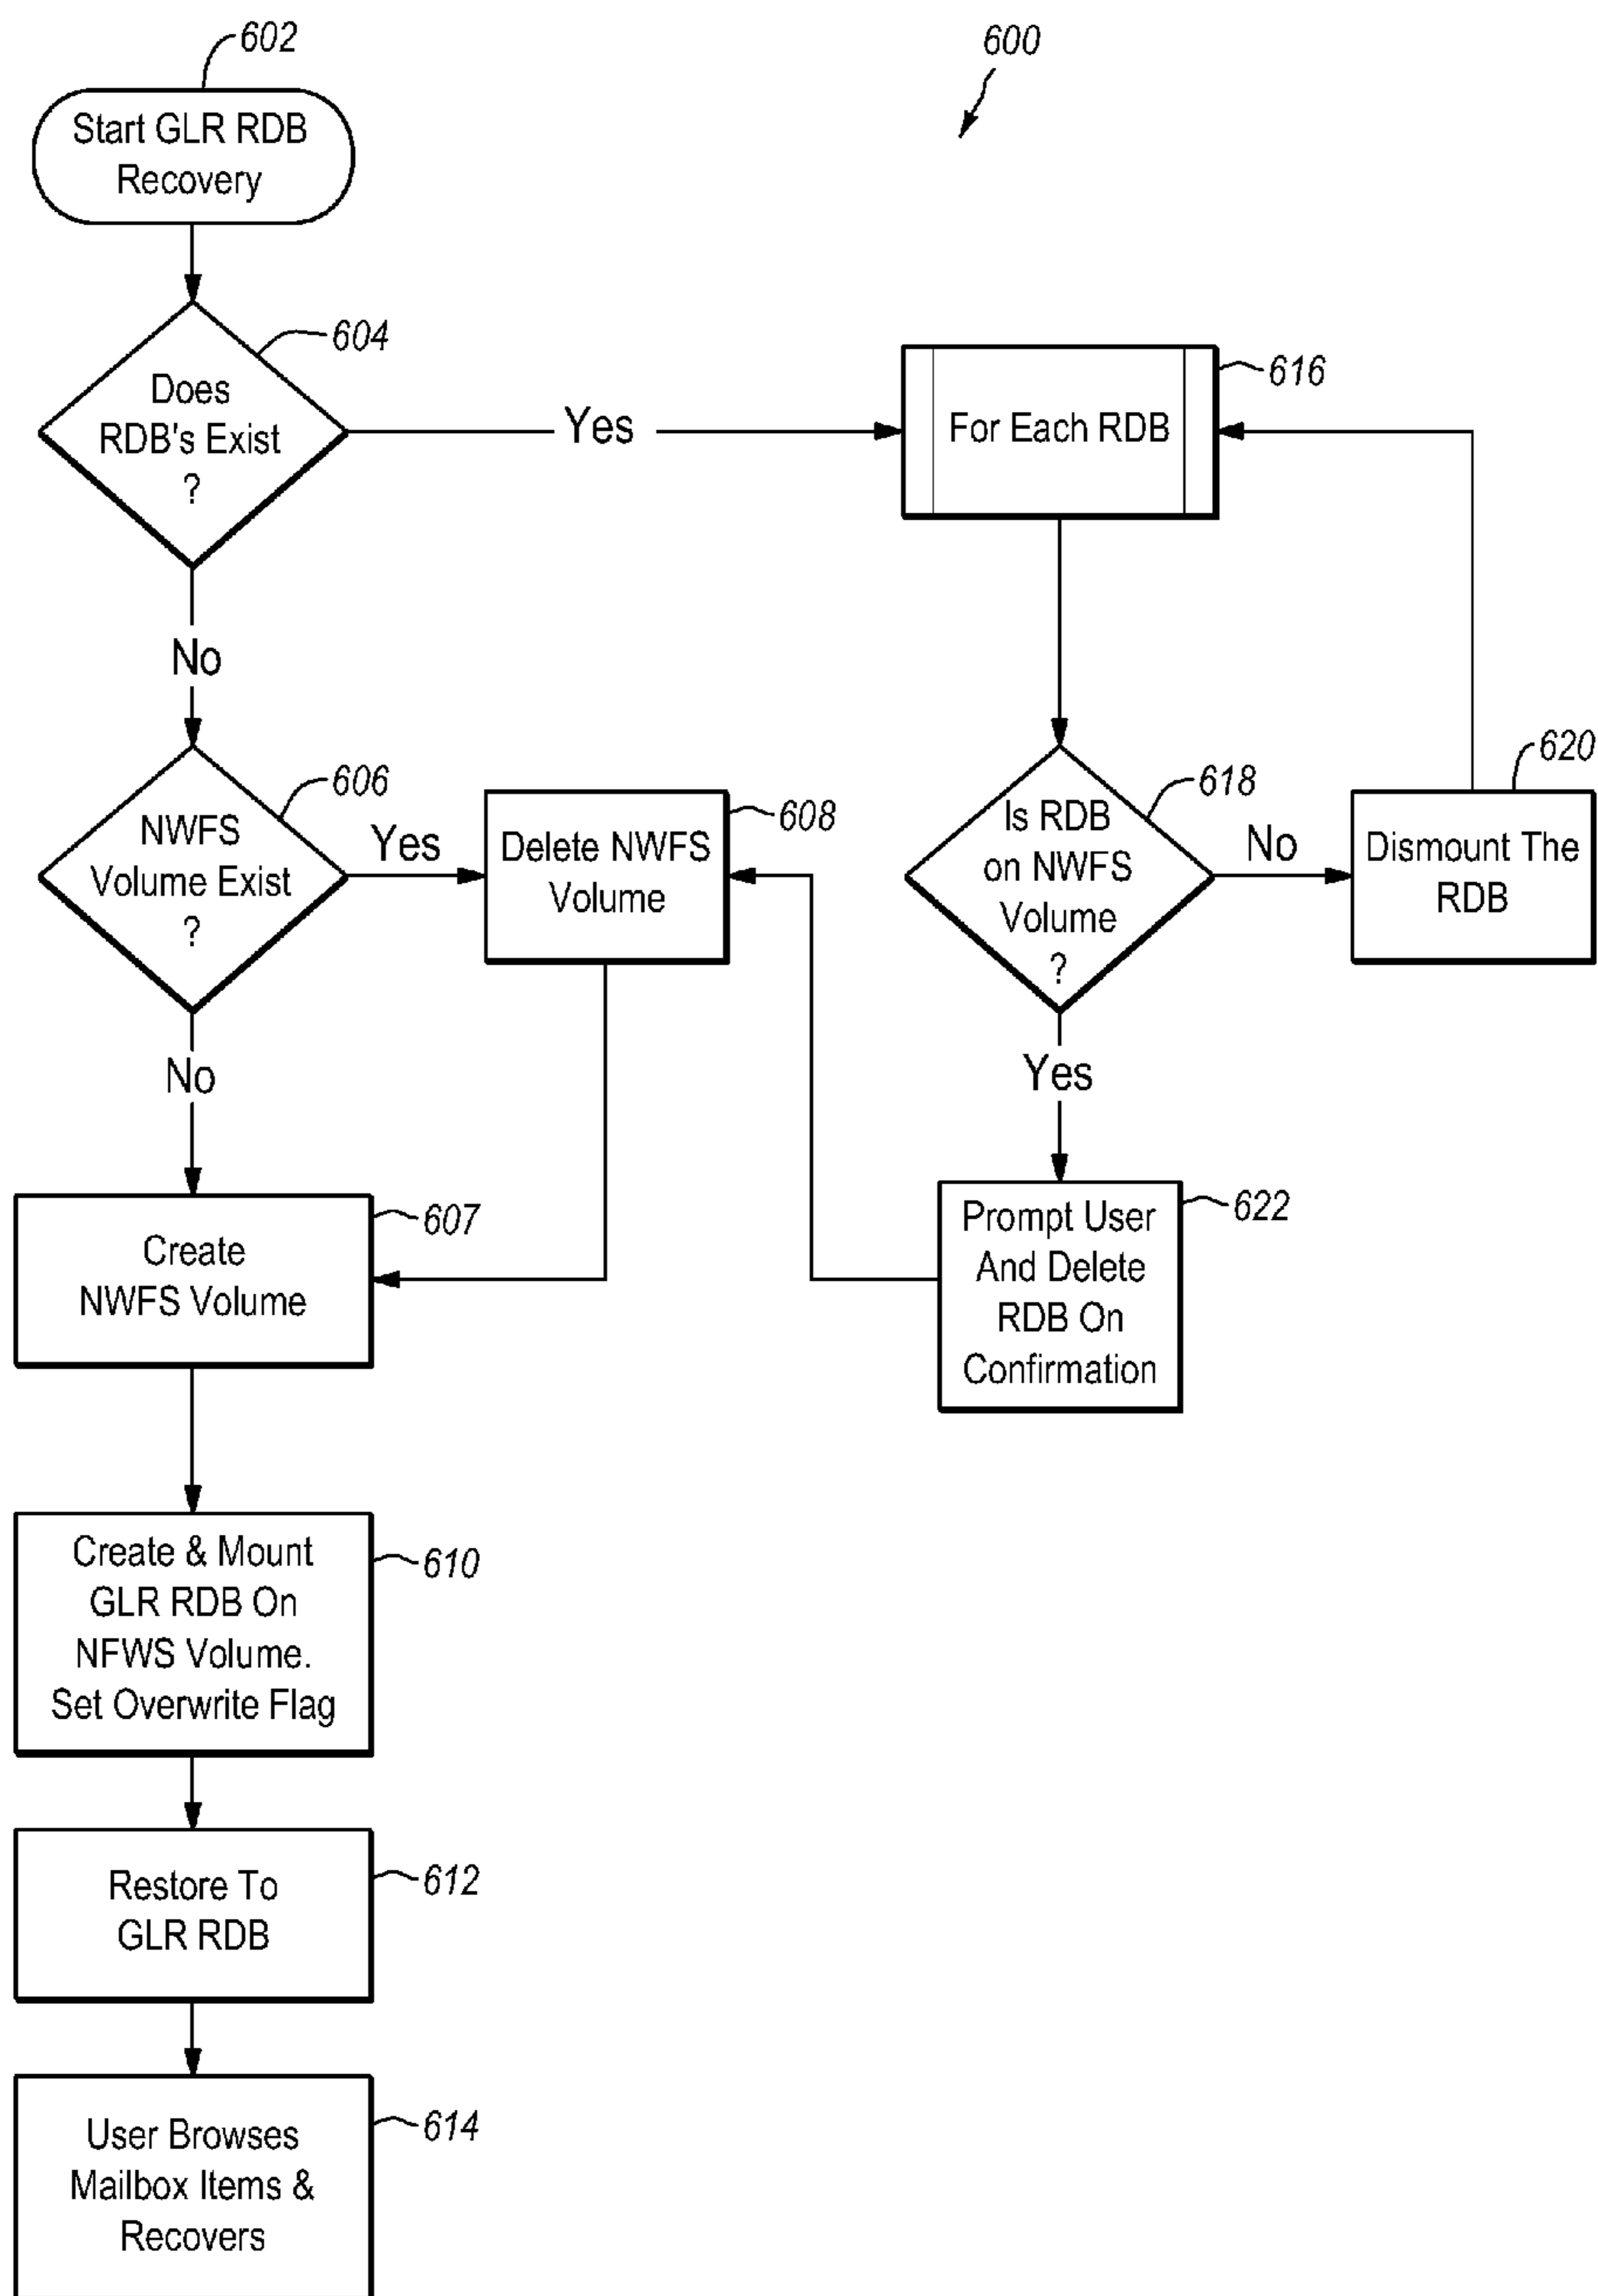 602
600
Start GLR RDB
Recovery
604
Does
RDB's Exist
?
Yes
616
For Each RDB
No
606
NWFS
Volume Exist
?
Yes
608
Delete NWFS
Volume
618
Is RDB
on NWFS
Volume
?
No
620
Dismount The
RDB
No
Yes
607
Create
NWFS Volume
622
Prompt User
And Delete
RDB On
Confirmation
610
Create & Mount
GLR RDB On
NFWS Volume.
Set Overwrite Flag
612
Restore To
GLR RDB
614
User Browses
Mailbox Items &
Recovers